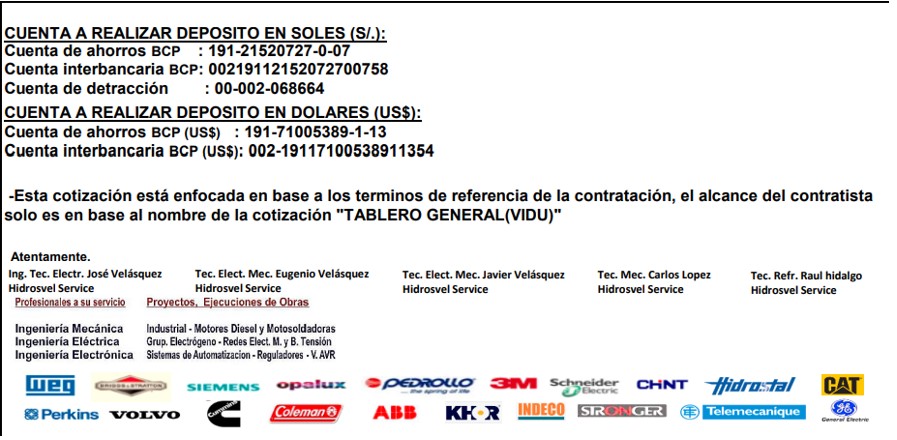 CUENTA A REALIZAR DEPOSITO EN SOLES (S/.):
Cuenta de ahorros BCP : 191-21520727-0-07
Cuenta interbancaria BCP: 00219112152072700758
Cuenta de detracción : 00-002-068664
CUENTA A REALIZAR DEPOSITO EN DOLARES (US$):
Cuenta de ahorros BCP (US$) : 191-71005389-1-13
Cuenta interbancaria BCP (US$): 002-19117100538911354
-Esta cotización está enfocada en base a los terminos de referencia de la contratación, el alcance del contratista
solo es en base al nombre de la cotización "TABLERO GENERAL(VIDU)"
Atentamente.
Ing. Tec. Electr. José Velásquez Tec. Elect. Mec. Eugenio Velásquez Tec. Elect. Mec. Javier Velásquez Tec. Mec. Carlos Lopez Tec. Refr. Raul hidalgo
Hidrosvel Service Hidrosvel Service Hidrosvel Service Hidrosvel Service Hidrosvel Service
Profesionales a su servicio Proyectos, Ejecuciones de Obras
Ingeniería Mecánica Industrial - Motores Diesel y Motosoldadoras
Ingeniería Eléctrica Grup. Electrógeno - Redes Elect. M. y B. Tensión
Ingeniería Electrónica Sistemas de Automatizacion - Reguladores - V. AVR
WEG BRIGGS & STRATTON SIEMENS opalux PEDROLLO the spring of life 3M Schneider Electric CHNT Hidrostal CAT
Perkins VOLVO Cummins Coleman ABB KHOR INDECO STRONGER Telemecanique GE General Electric